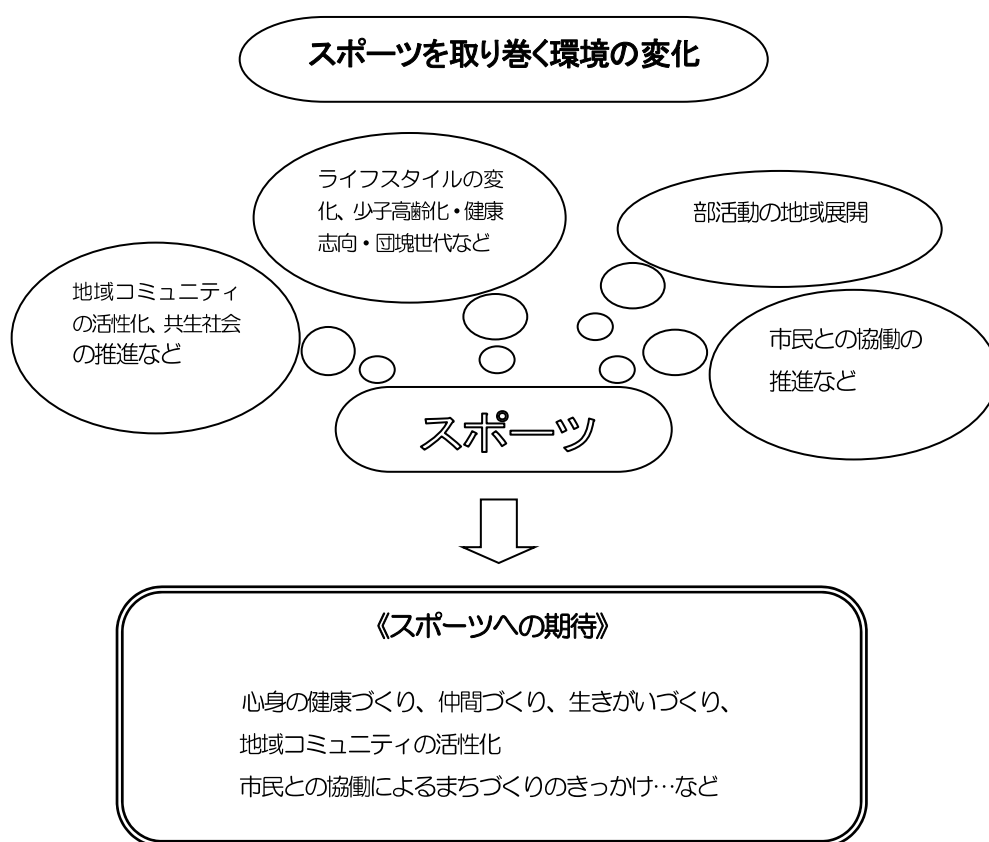 スポーツを取り巻く環境の変化
ライフスタイルの変
化、少子高齢化・健康
志向・団塊世代など
部活動の地域展開
地域コミュニティ
の活性化、共生社会
の推進など
市民との協働の
推進など
スポーツ
《スポーツへの期待》
心身の健康づくり、仲間づくり、生きがいづくり、
地域コミュニティの活性化
市民との協働によるまちづくりのきっかけ…など